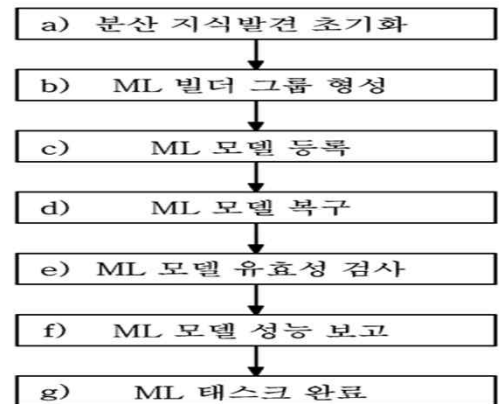 a) 분산 지식발견 초기화
b) ML 빌더 그룹 형성
c) ML 모델 등록
d) ML 모델 복구
e) ML 모델 유효성 검사
f) ML 모델 성능 보고
g) ML 태스크 완료